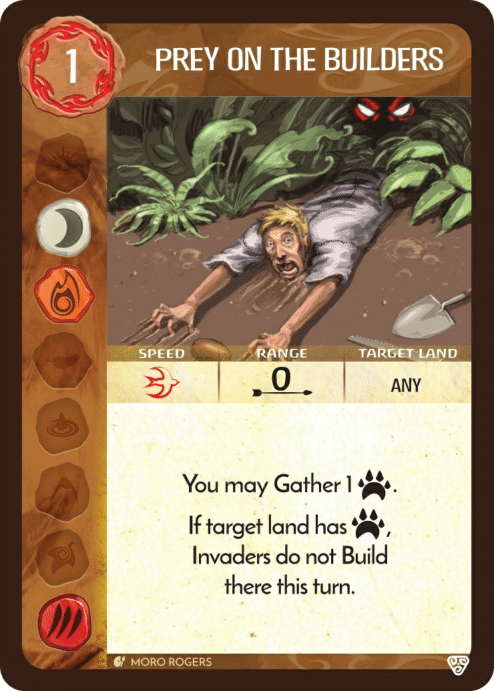 1
PREY ON THE BUILDERS
SPEED RANGE TARGET LAND
0 ANY
You may Gather 1 .
If target land has ,
Invaders do not Build
there this turn.
MORO ROGERS